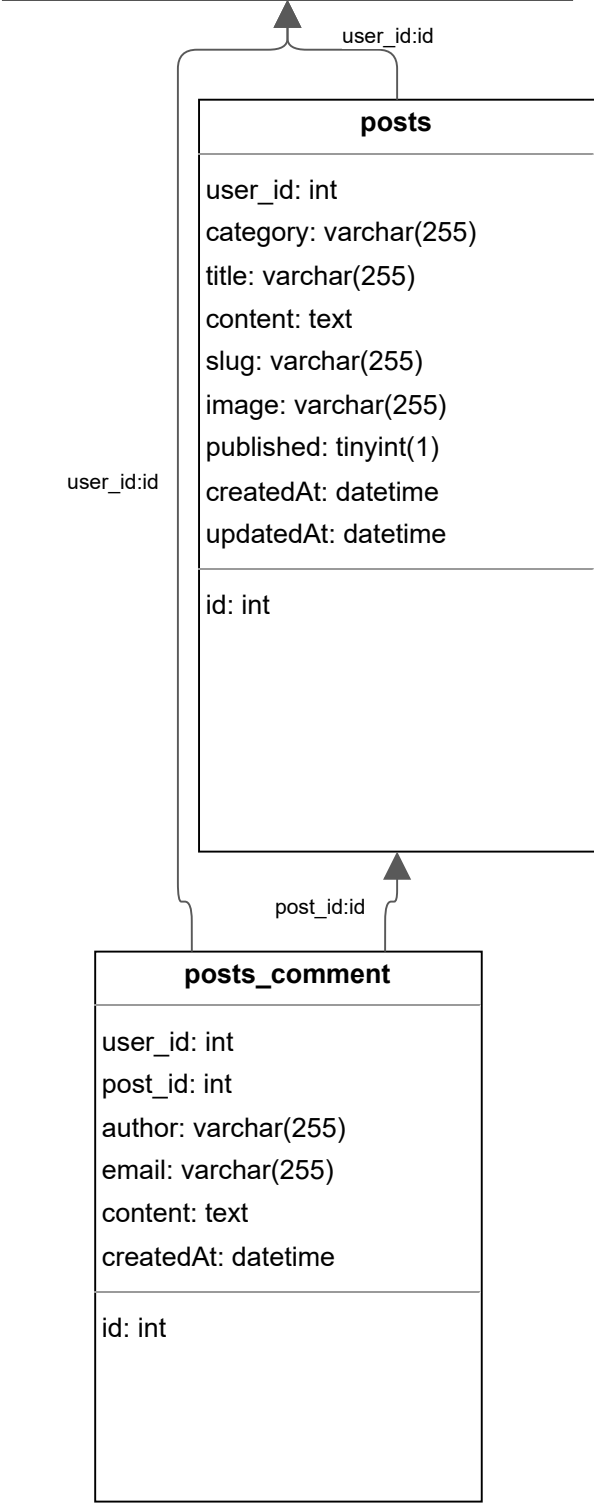 user_id:id
posts
user_id: int
category: varchar(255)
title: varchar(255)
content: text
slug: varchar(255)
image: varchar(255)
published: tinyint(1)
user_id:id
createdAt: datetime
updatedAt: datetime
id: int
post_id:id
posts_comment
user_id: int
post_id: int
author: varchar(255)
email: varchar(255)
content: text
createdAt: datetime
id: int